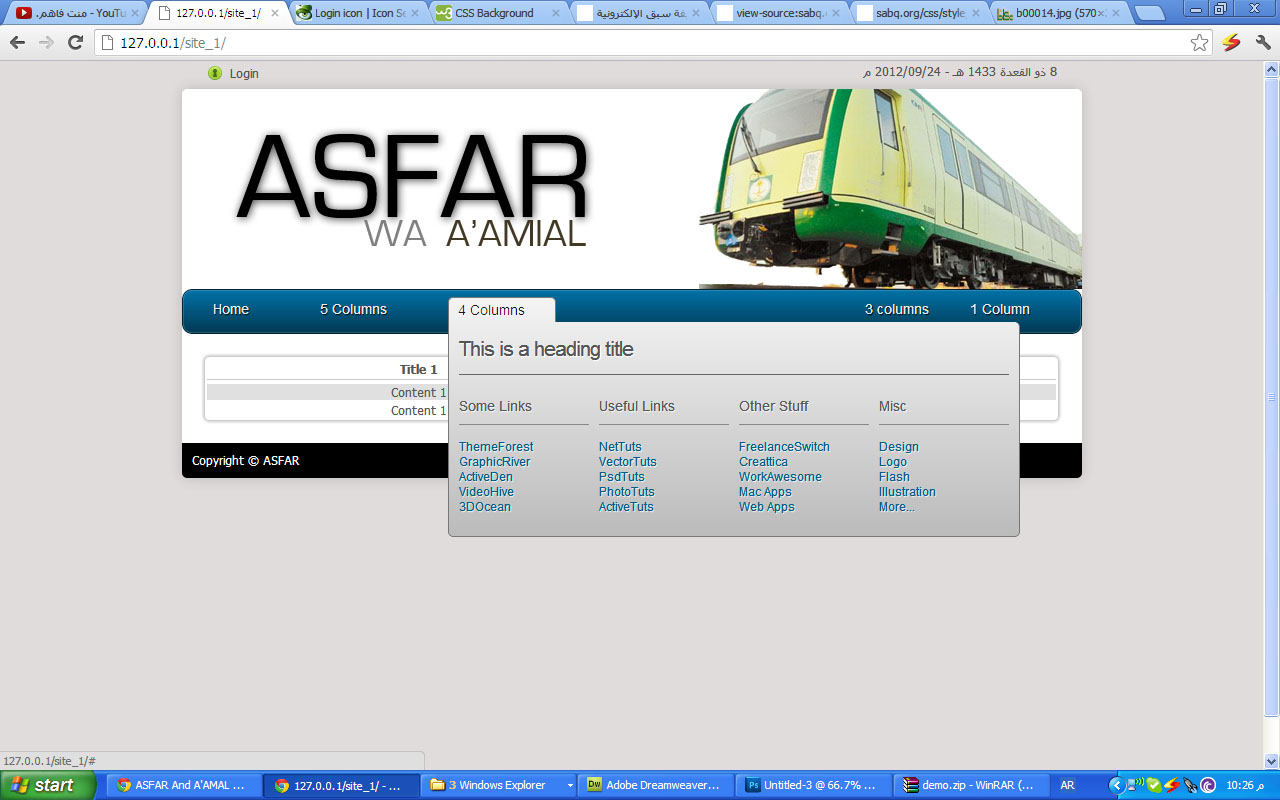 منت فاهم. - YouTu
127.0.0.1/site_1/
Login icon | Icon Se
CSS Background
فة سبق الإلكترونية
view-source:sabq.
sabq.org/css/style
b00014.jpg (570×
127.0.0.1/site_1/
Login
8 ذو القعدة 1433 هـ - 2012/09/24 م
ASFAR
WA A'AMIAL
Home
5 Columns
4 Columns
3 columns
1 Column
This is a heading title
Title 1
Content 1
Content 1
Some Links
Useful Links
Other Stuff
Misc
ThemeForest
NetTuts
FreelanceSwitch
Design
GraphicRiver
VectorTuts
Creattica
Logo
ActiveDen
PsdTuts
WorkAwesome
Flash
VideoHive
PhotoTuts
Mac Apps
Illustration
3DOcean
ActiveTuts
Web Apps
More...
Copyright © ASFAR
127.0.0.1/site_1/#
start
ASFAR And A'AMAL ...
127.0.0.1/site_1/ - ...
3 Windows Explorer
Adobe Dreamweaver...
Untitled-3 @ 66.7% ...
demo.zip - WinRAR (...
AR
10:26 م